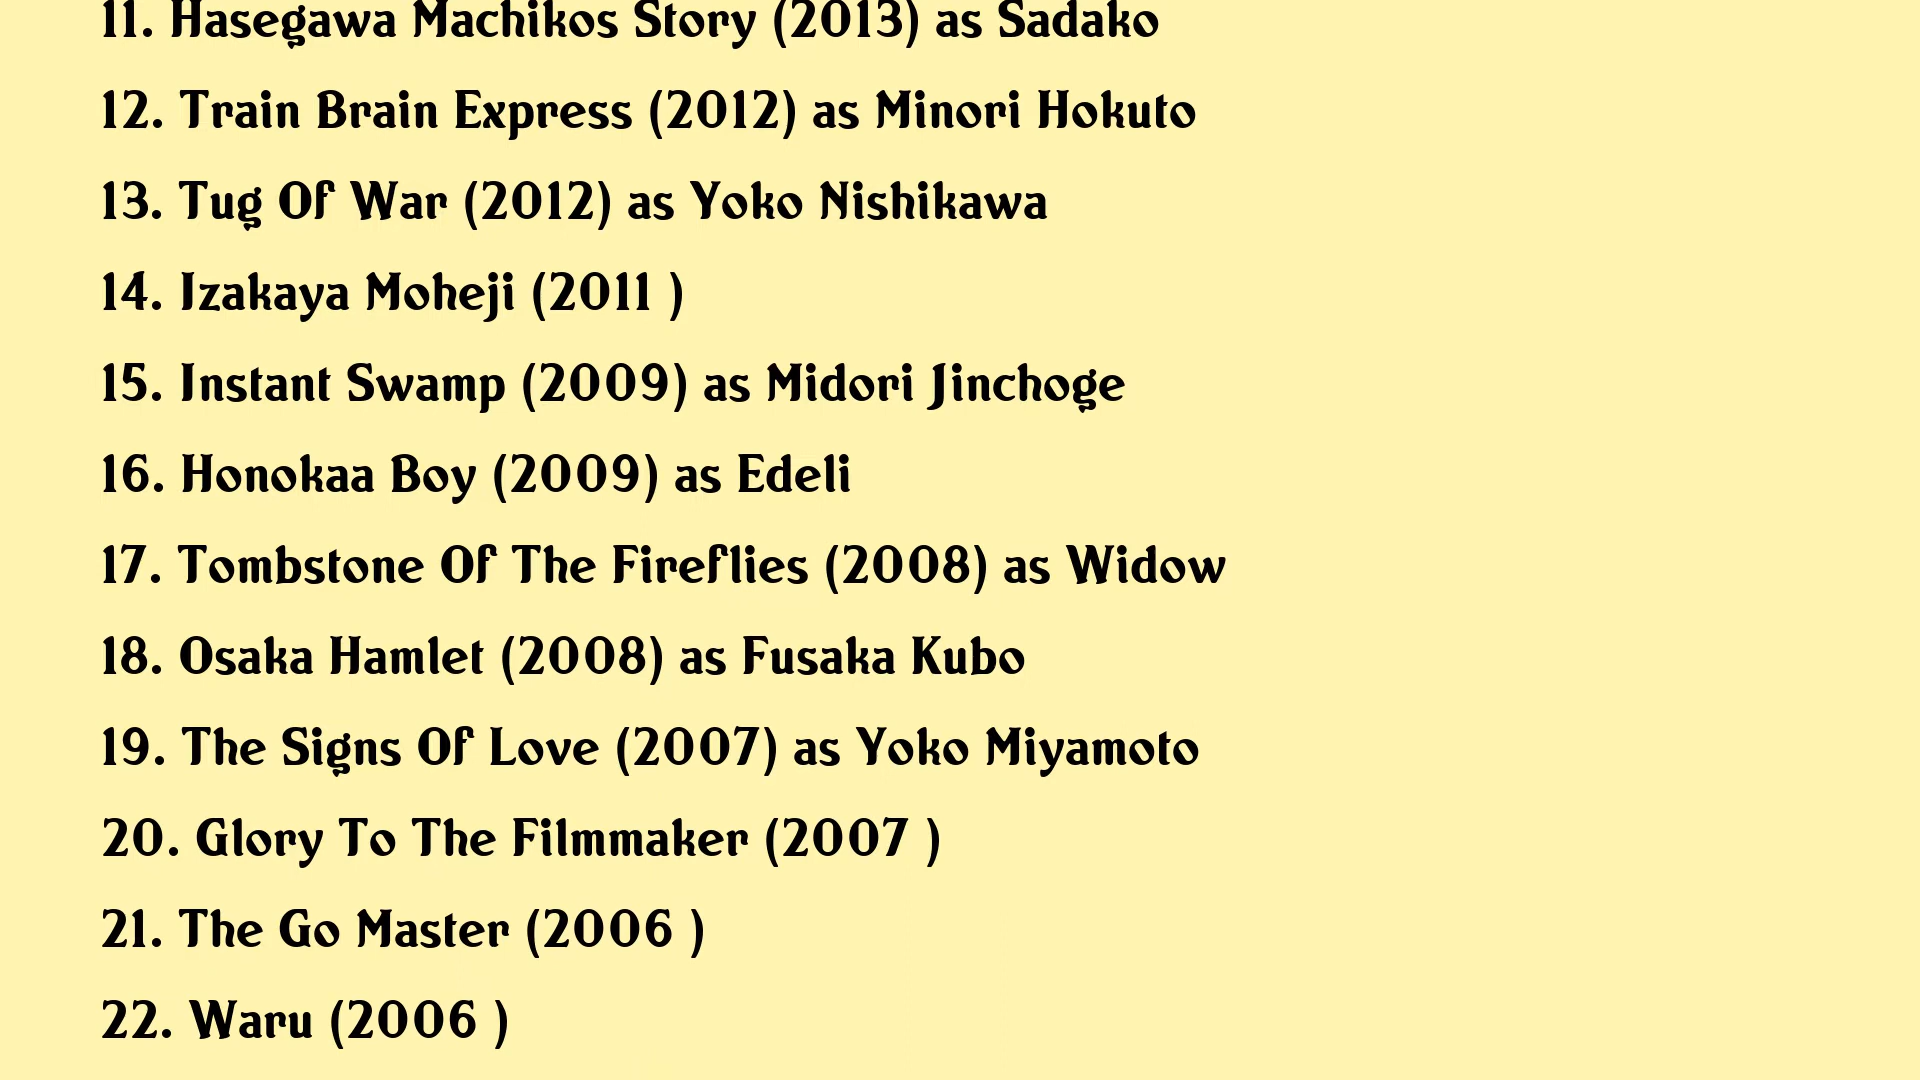 11. Hasegawa Machikos Story (2013) as Sadako
12. Train Brain Express (2012) as Minori Hokuto
13. Tug Of War (2012) as Yoko Nishikawa
14. Izakaya Moheji (2011 )
15. Instant Swamp (2009) as Midori Jinchoge
16. Honokaa Boy (2009) as Edeli
17. Tombstone Of The Fireflies (2008) as Widow
18. Osaka Hamlet (2008) as Fusaka Kubo
19. The Signs Of Love (2007) as Yoko Miyamoto
20. Glory To The Filmmaker (2007 )
21. The Go Master (2006 )
22. Waru (2006 )